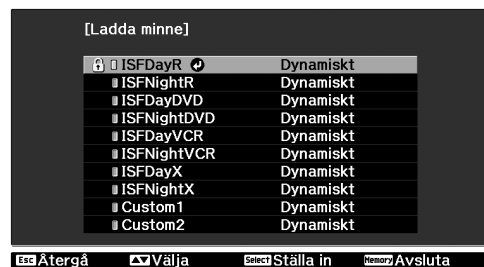 [Ladda minne]
ISFDayR Dynamiskt
ISFNightR Dynamiskt
ISFDayDVD Dynamiskt
ISFNightDVD Dynamiskt
ISFDayVCR Dynamiskt
ISFNightVCR Dynamiskt
ISFDayX Dynamiskt
ISFNightX Dynamiskt
Custom1 Dynamiskt
Custom2 Dynamiskt
Esc Återgå Välja Select Ställa in Memory Avsluta